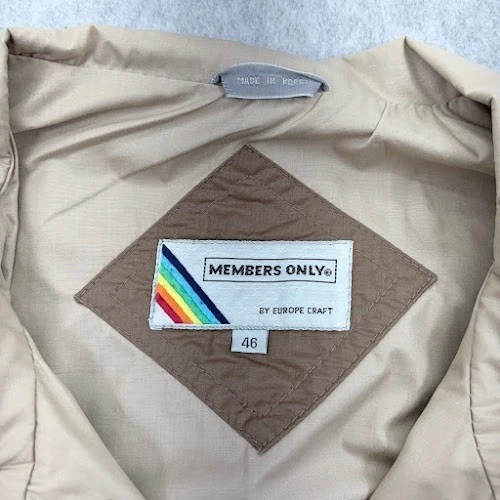 MADE IN KOREA
MEMBERS ONLY®
BY EUROPE CRAFT
46